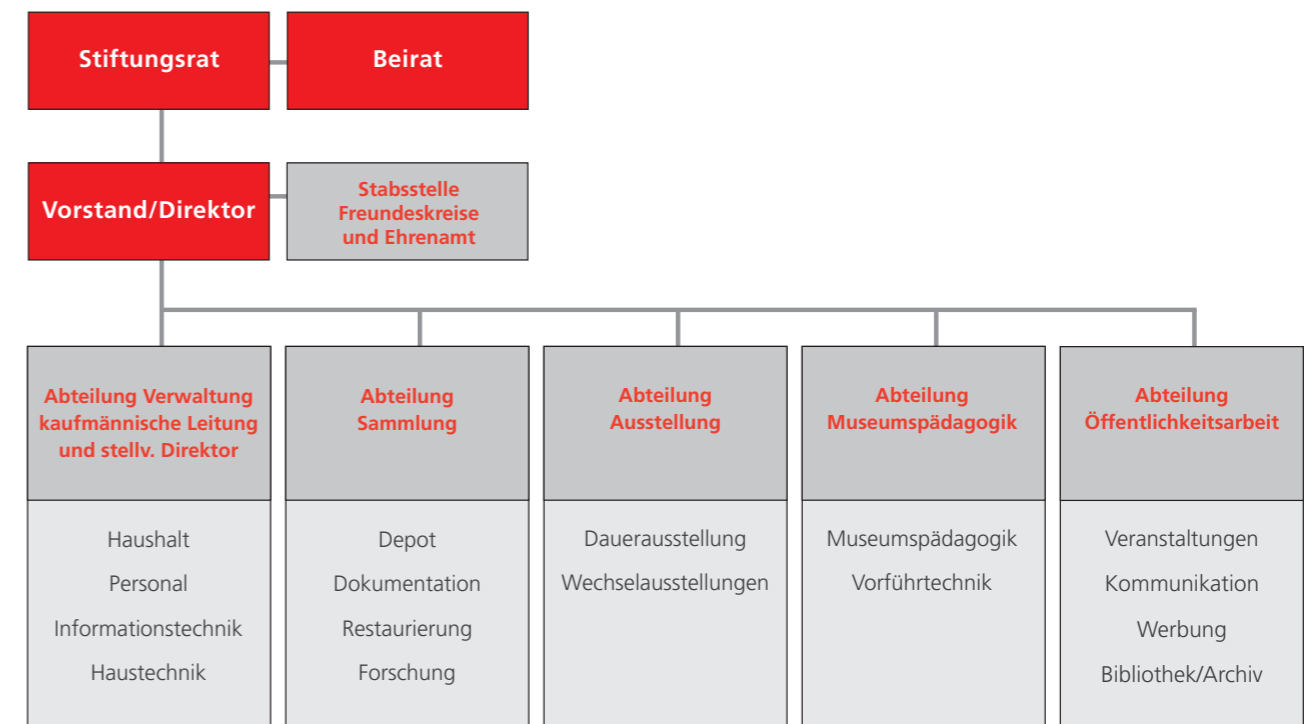 Stiftungsrat
Beirat
Vorstand/Direktor
Stabsstelle
Freundeskreise
und Ehrenamt
Abteilung Verwaltung
kaufmännische Leitung
und stellv. Direktor
Haushalt
Personal
Informationstechnik
Haustechnik
Abteilung
Sammlung
Depot
Dokumentation
Restaurierung
Forschung
Abteilung
Ausstellung
Dauerausstellung
Wechselausstellungen
Abteilung
Museumspädagogik
Museumspädagogik
Vorführtechnik
Abteilung
Öffentlichkeitsarbeit
Veranstaltungen
Kommunikation
Werbung
Bibliothek/Archiv